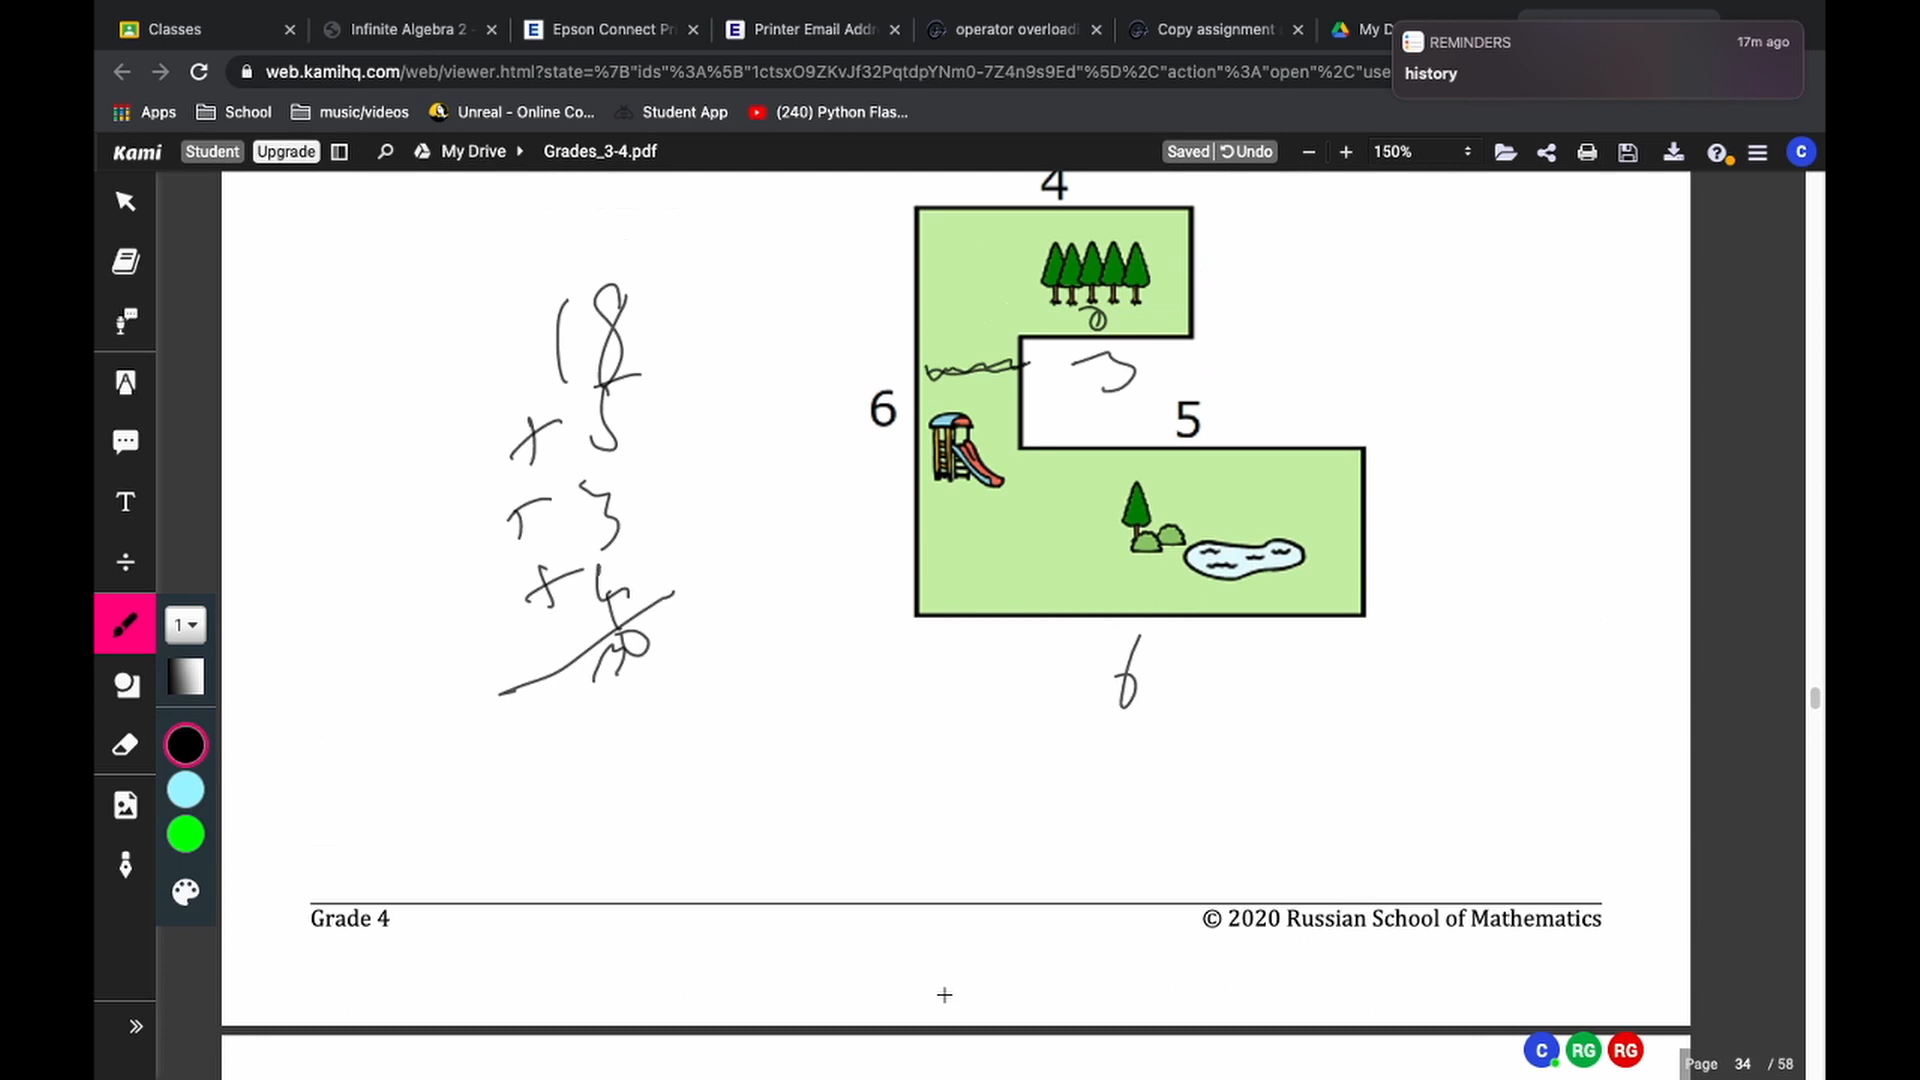 Classes
Infinite Algebra 2 -
Epson Connect Pr
Printer Email Addr
operator overloadi
Copy assignment
My D
REMINDERS
17m ago
history
web.kamihq.com/web/viewer.html?state=%7B"ids"%3A%5B"1ctsxO9ZKvJf32PqtdpYNm0-7Z4n9s9Ed"%5D%2C"action"%3A"open"%2C"use
Apps
School
music/videos
Unreal - Online Co...
Student App
(240) Python Flas...
Kami
Student
Upgrade
My Drive
Grades_3-4.pdf
Saved
Undo
150%
C
4
18
+ 5
+ 3
+ 4
30
3
6
5
6
1
Grade 4
© 2020 Russian School of Mathematics
C
RG
RG
Page 34 / 58